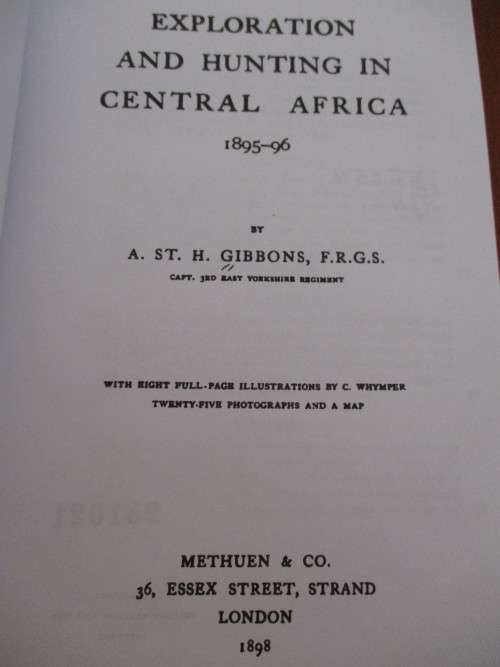 EXPLORATION
AND HUNTING IN
CENTRAL AFRICA
1895–96
BY
A. ST. H. GIBBONS, F.R.G.S.
CAPT. 3RD EAST YORKSHIRE REGIMENT
WITH EIGHT FULL-PAGE ILLUSTRATIONS BY C. WHYMPER
TWENTY-FIVE PHOTOGRAPHS AND A MAP
METHUEN & CO.
36, ESSEX STREET, STRAND
LONDON
1898